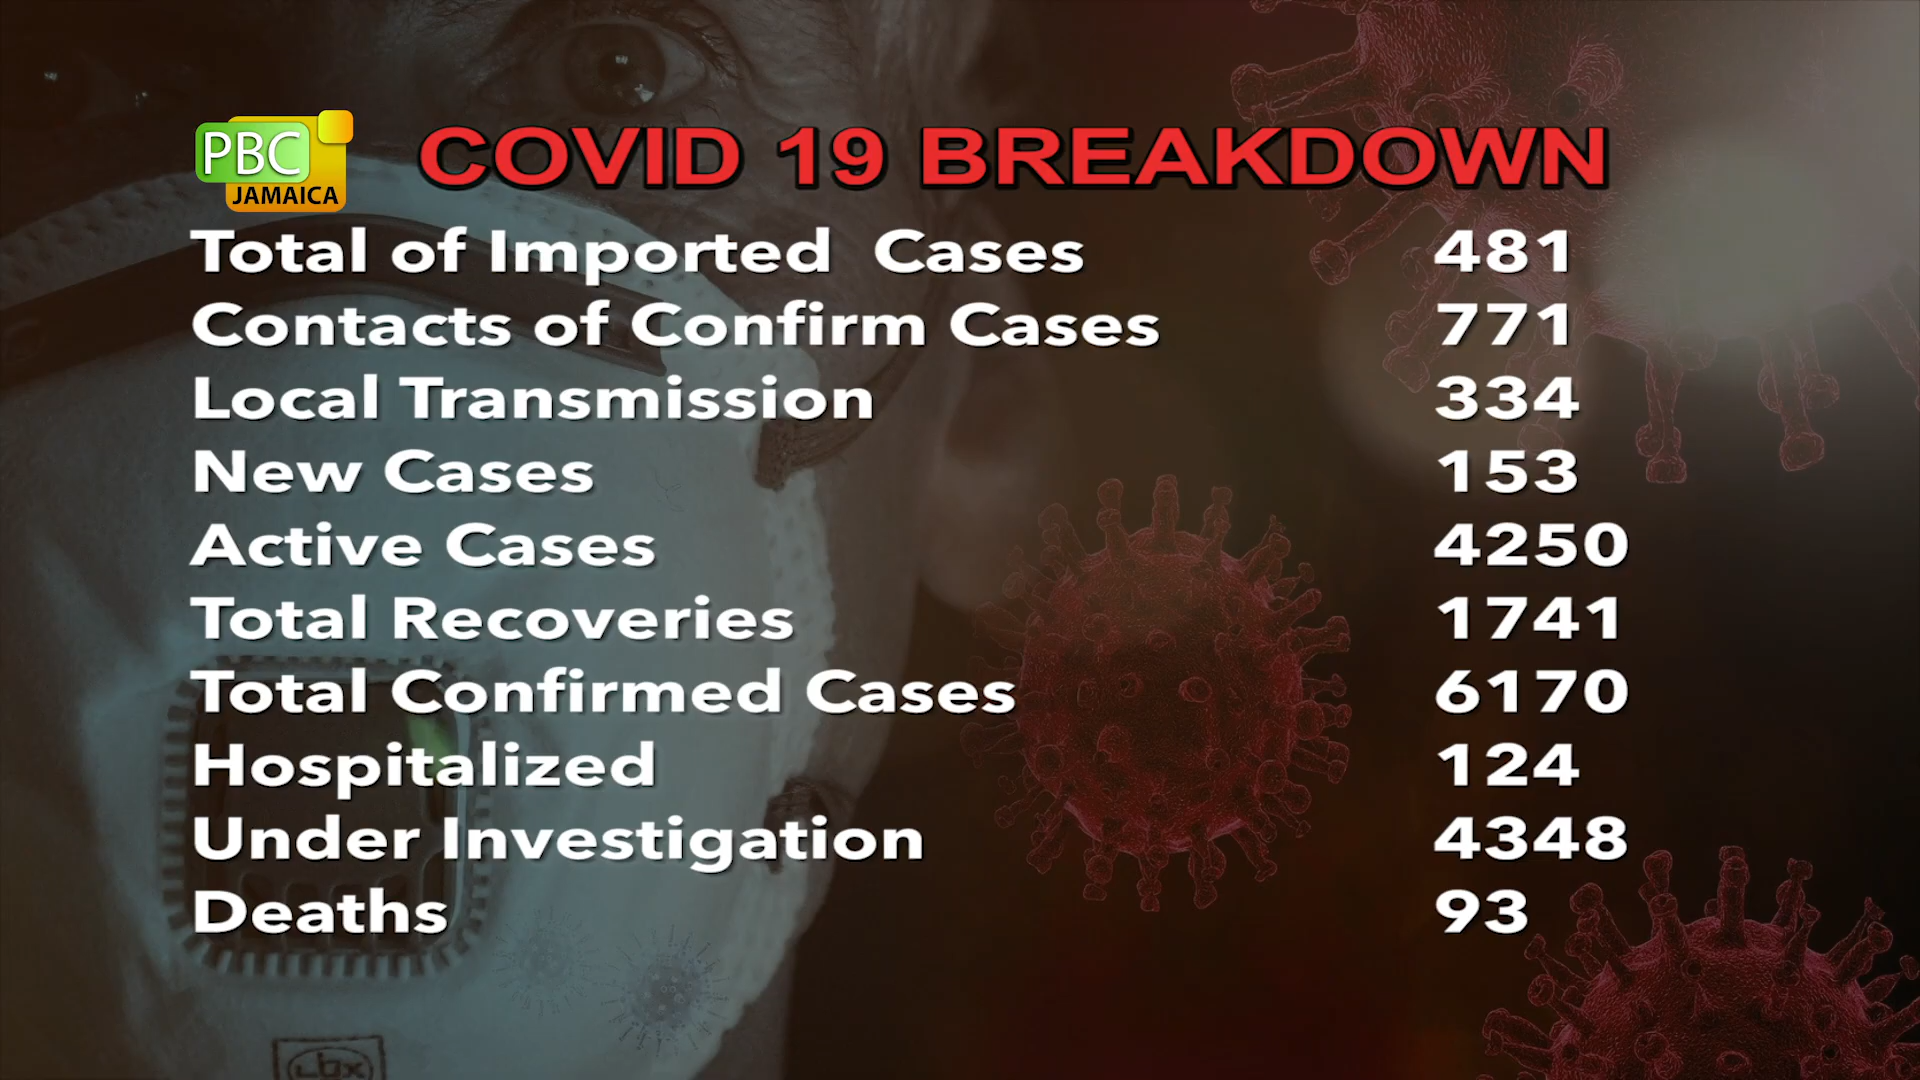 PBC
JAMAICA
COVID 19 BREAKDOWN
Total of Imported Cases 481
Contacts of Confirm Cases 771
Local Transmission 334
New Cases 153
Active Cases 4250
Total Recoveries 1741
Total Confirmed Cases 6170
Hospitalized 124
Under Investigation 4348
Deaths 93